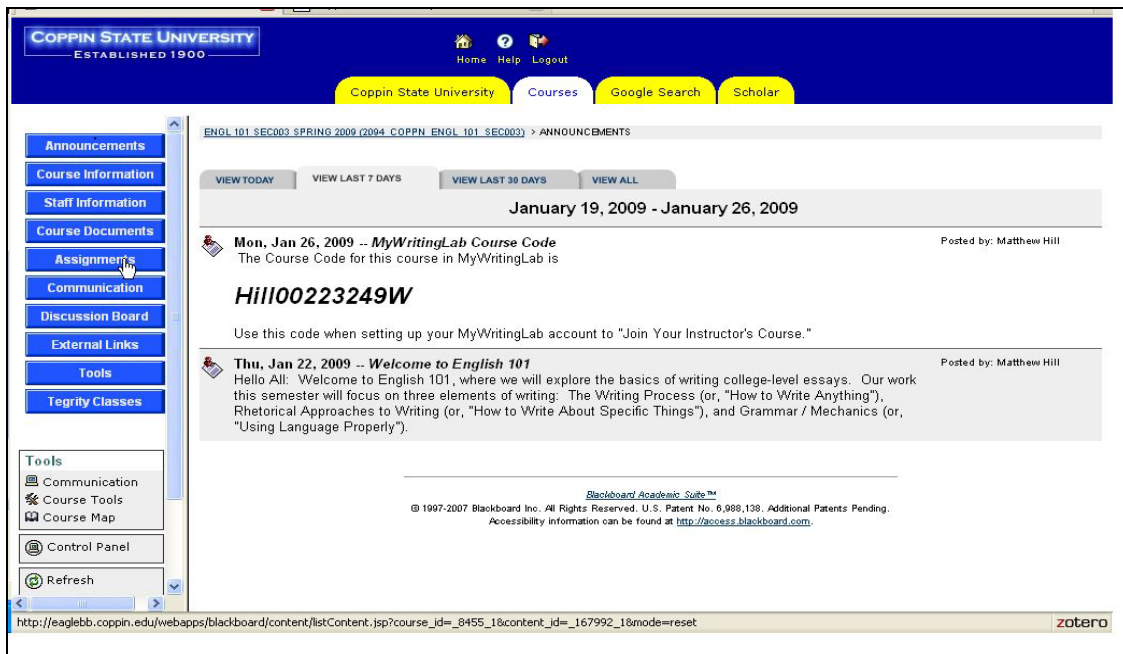 COPPIN STATE UNIVERSITY
ESTABLISHED 1900
Home Help Logout
Coppin State University Courses Google Search Scholar
Announcements
Course Information
Staff Information
Course Documents
Assignments
Communication
Discussion Board
External Links
Tools
Tegrity Classes
Tools
Communication
Course Tools
Course Map
Control Panel
Refresh
ENGL 101 SEC003 SPRING 2009 (2094_COPPN_ENGL_101_SEC003) > ANNOUNCEMENTS
VIEW TODAY VIEW LAST 7 DAYS VIEW LAST 30 DAYS VIEW ALL
January 19, 2009 - January 26, 2009
Mon, Jan 26, 2009 -- MyWritingLab Course Code Posted by: Matthew Hill
The Course Code for this course in MyWritingLab is
Hill00223249W
Use this code when setting up your MyWritingLab account to "Join Your Instructor's Course."
Thu, Jan 22, 2009 -- Welcome to English 101 Posted by: Matthew Hill
Hello All: Welcome to English 101, where we will explore the basics of writing college-level essays. Our work
this semester will focus on three elements of writing: The Writing Process (or, "How to Write Anything"),
Rhetorical Approaches to Writing (or, "How to Write About Specific Things"), and Grammar / Mechanics (or,
"Using Language Properly").
Blackboard Academic Suite™
© 1997-2007 Blackboard Inc. All Rights Reserved. U.S. Patent No. 6,988,138. Additional Patents Pending.
Accessibility information can be found at http://access.blackboard.com.
http://eaglebb.coppin.edu/webapps/blackboard/content/listContent.jsp?course_id=_8455_1&content_id=_167992_1&mode=reset zotero